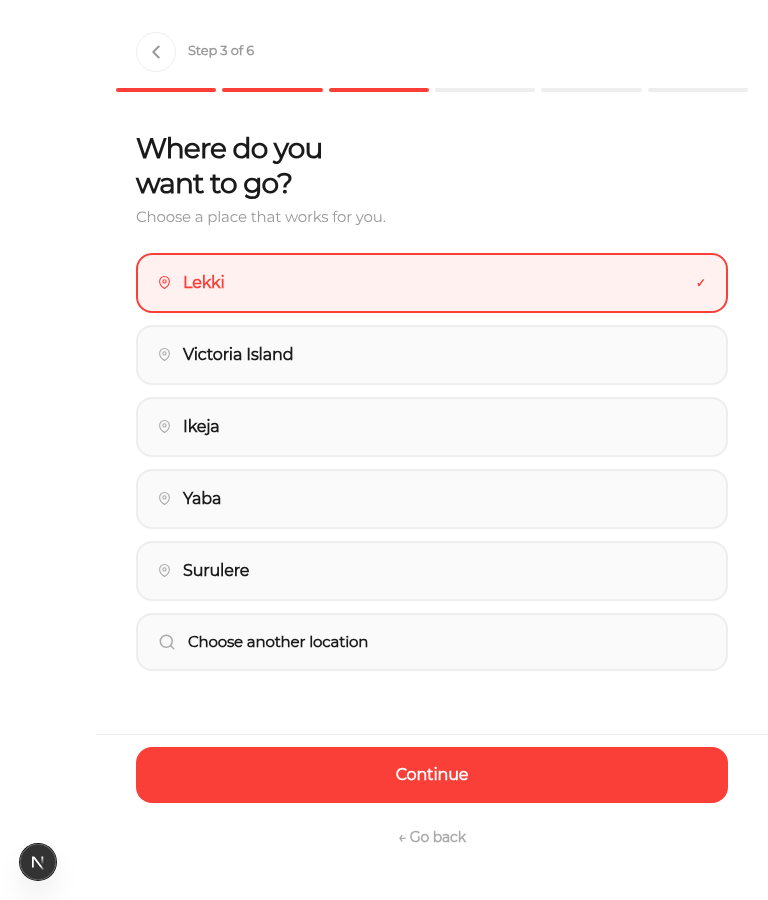 Step 3 of 6
Where do you
want to go?
Choose a place that works for you.
Lekki ✓
Victoria Island
Ikeja
Yaba
Surulere
Choose another location
Continue
← Go back
N